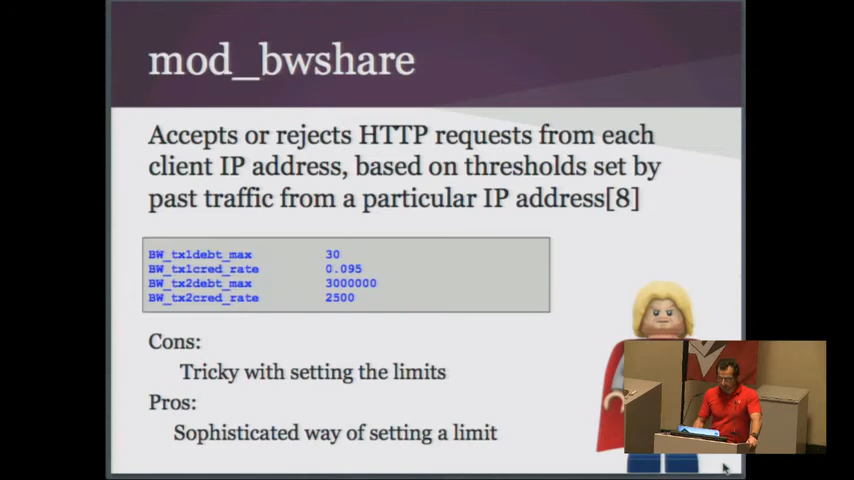 mod_bwshare
Accepts or rejects HTTP requests from each
client IP address, based on thresholds set by
past traffic from a particular IP address[8]
BW_tx1debt_max 30
BW_tx1cred_rate 0.095
BW_tx2debt_max 3000000
BW_tx2cred_rate 2500
Cons:
Tricky with setting the limits
Pros:
Sophisticated way of setting a limit